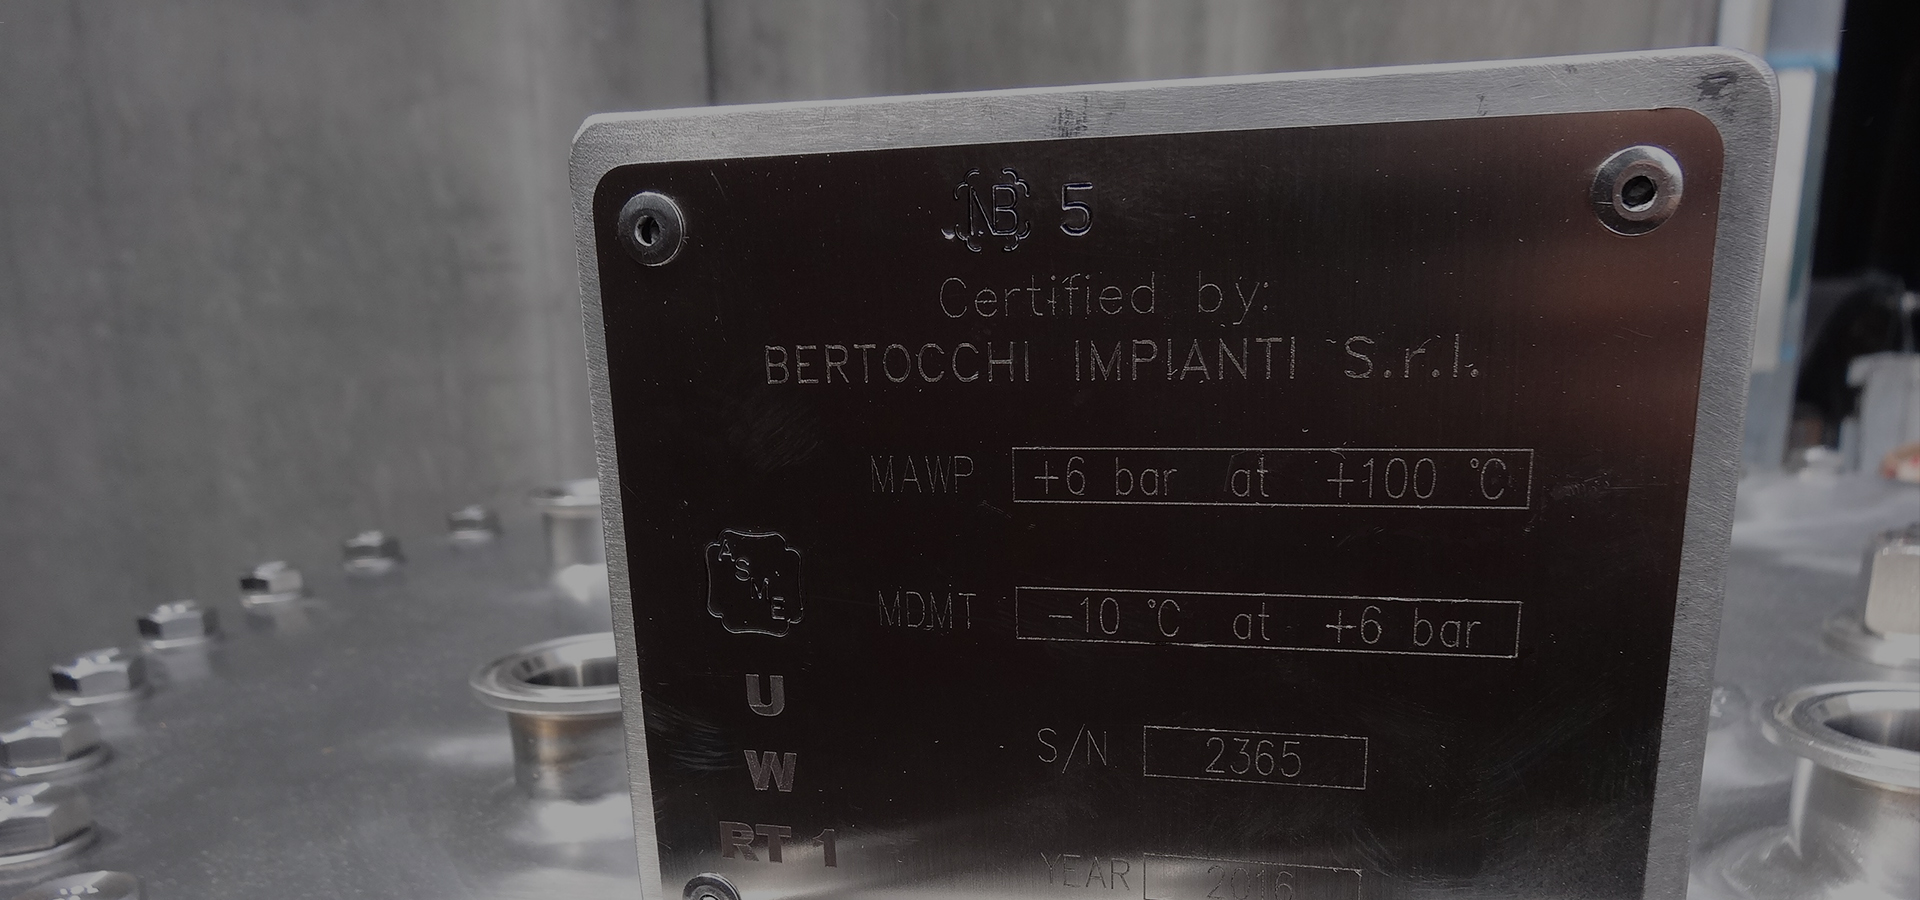 NB 5
Certified by:
BERTOCCHI IMPIANTI S.r.l.
MAWP +6 bar at +100 °C
ASME
MDMT -10 °C at +6 bar
U
W
S/N 2365
RT 1
YEAR 2016